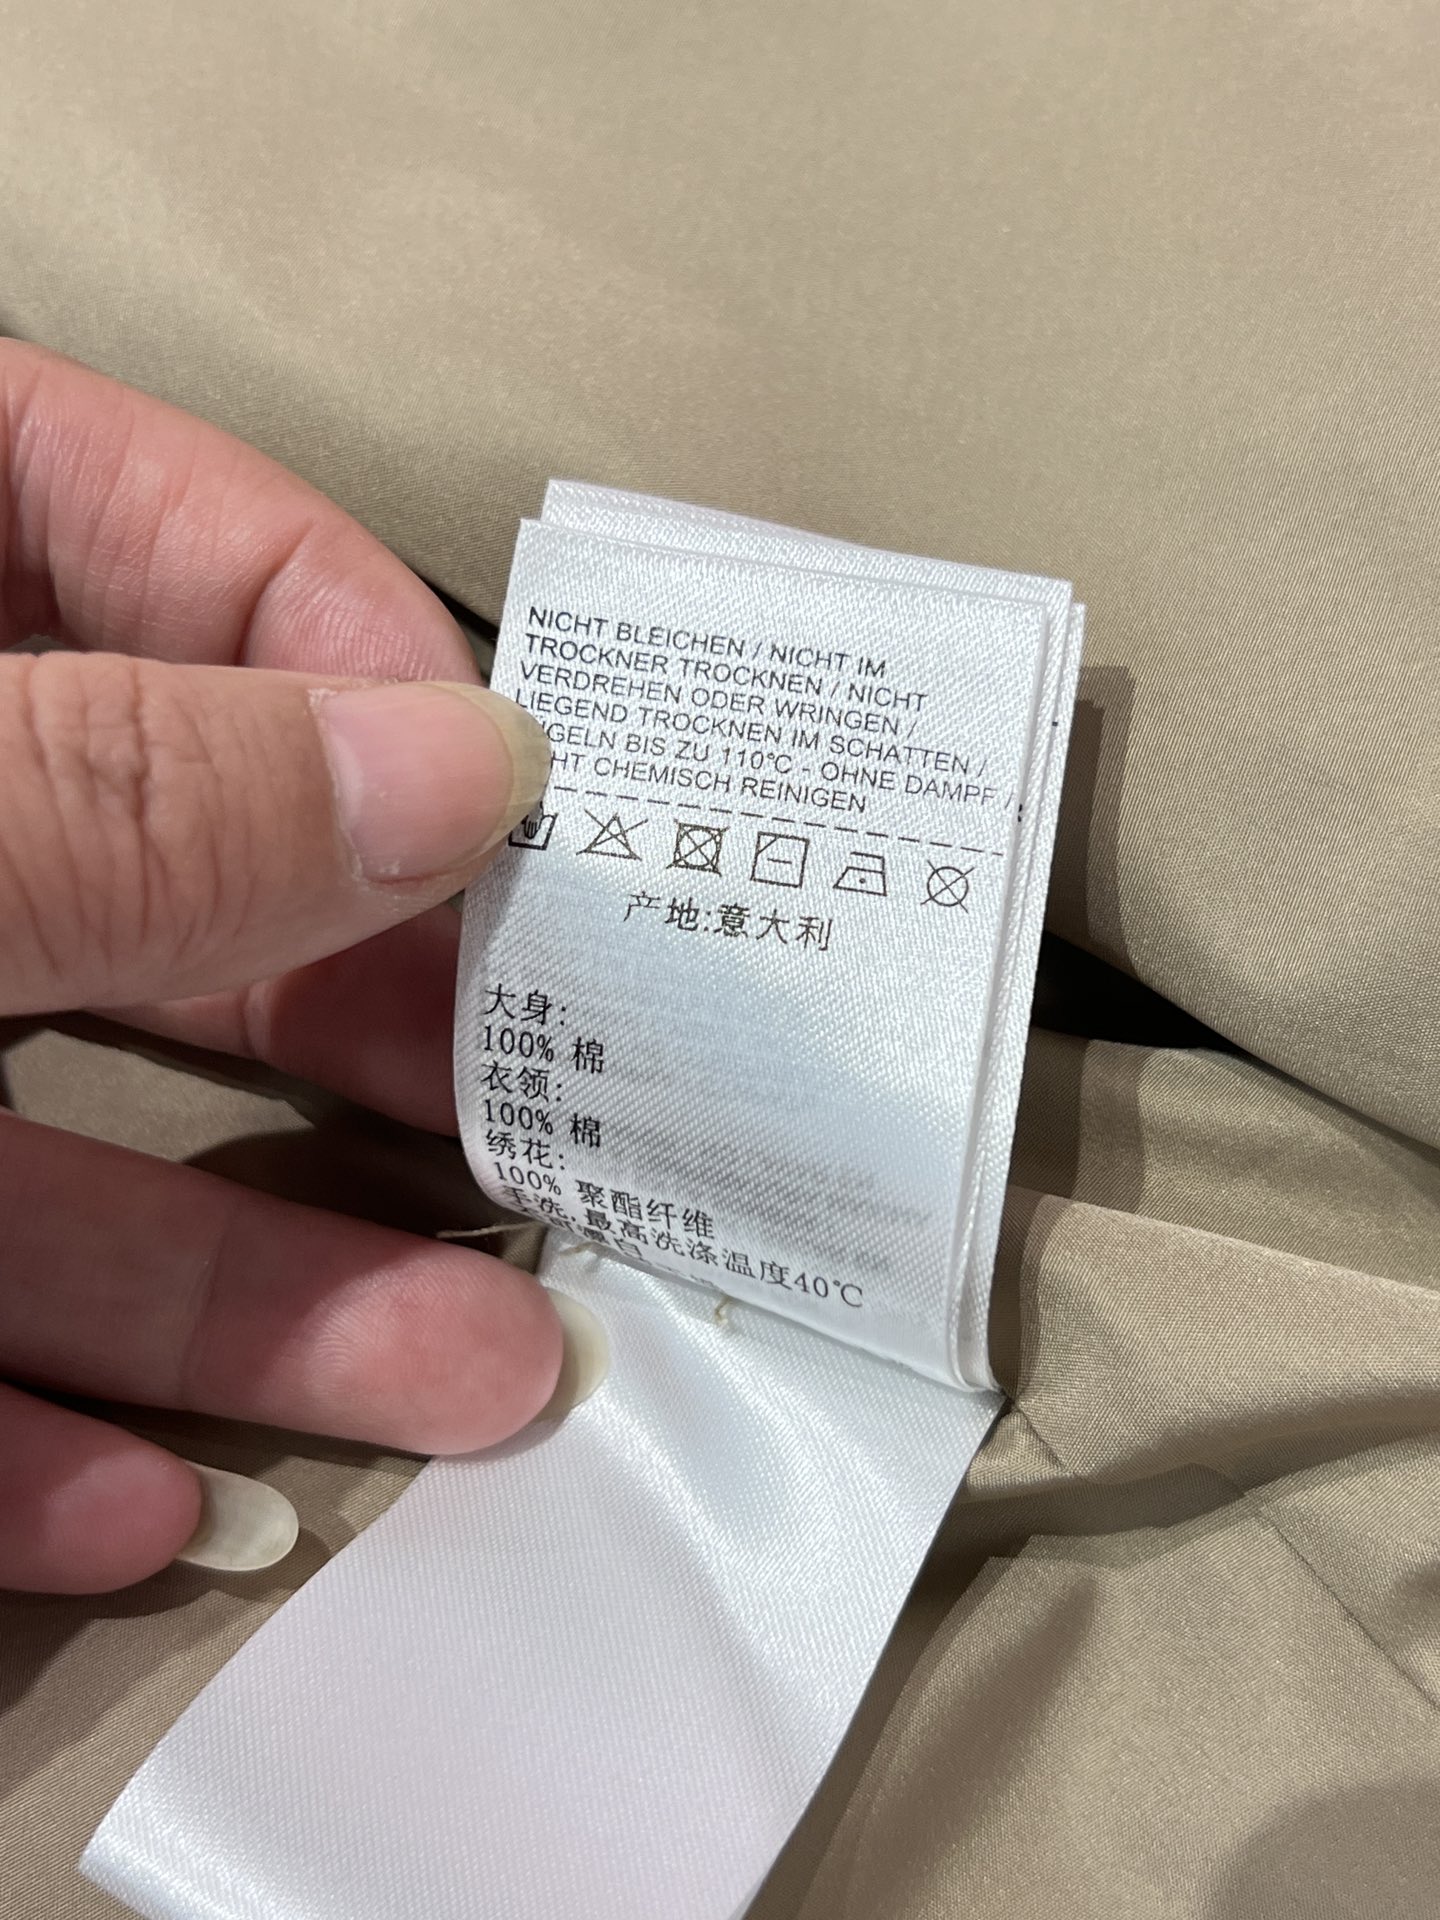 NICHT BLEICHEN / NICHT IM
TROCKNER TROCKNEN / NICHT
VERDREHEN ODER WRINGEN /
LIEGEND TROCKNEN IM SCHATTEN /
BIS ZU 110°C - OHNE DAMPF /
CHEMISCH REINIGEN
产地:意大利
大身:
100% 棉
衣领:
100% 棉
绣花:
100% 聚酯纤维
手洗,最高洗涤温度40℃